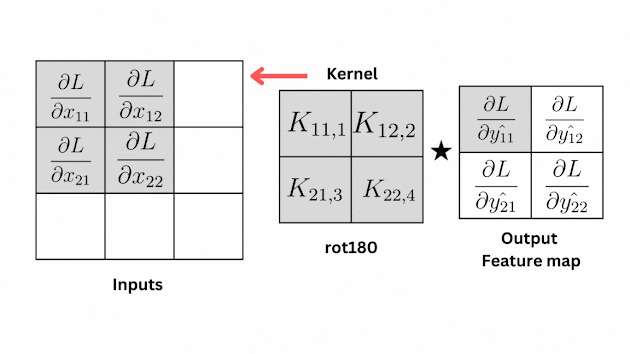 Kernel
∂L/∂x₁₁ ∂L/∂x₁₂
∂L/∂x₂₁ ∂L/∂x₂₂
K₁₁,₁ K₁₂,₂
K₂₁,₃ K₂₂,₄
★
∂L/∂ŷ₁₁ ∂L/∂ŷ₁₂
∂L/∂ŷ₂₁ ∂L/∂ŷ₂₂
rot180
Output
Feature map
Inputs